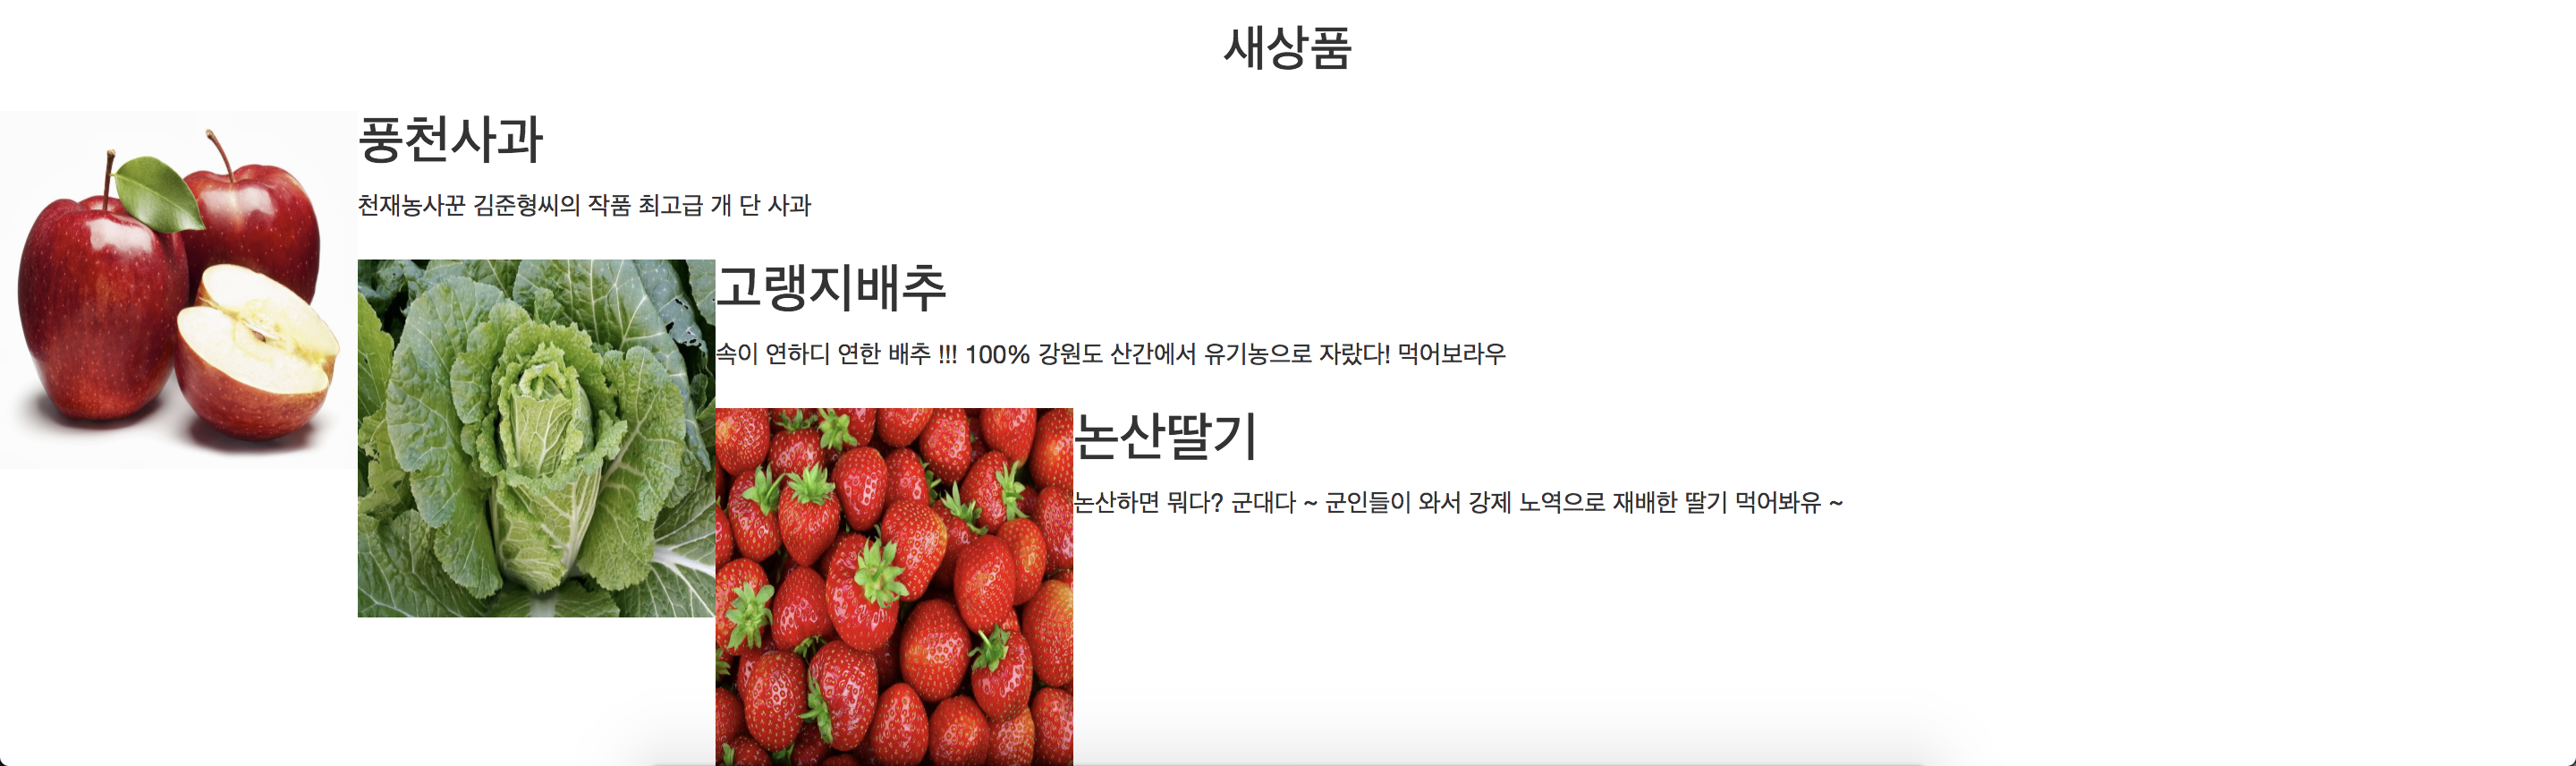 새상품
풍천사과
천재농사꾼 김준형씨의 작품 최고급 개 단 사과
고랭지배추
속이 연하디 연한 배추 !!! 100% 강원도 산간에서 유기농으로 자랐다! 먹어보라우
논산딸기
논산하면 뭐다? 군대다 ~ 군인들이 와서 강제 노역으로 재배한 딸기 먹어봐유 ~